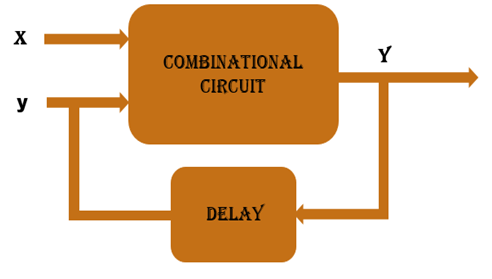 X
COMBINATIONAL
CIRCUIT
Y
y
DELAY